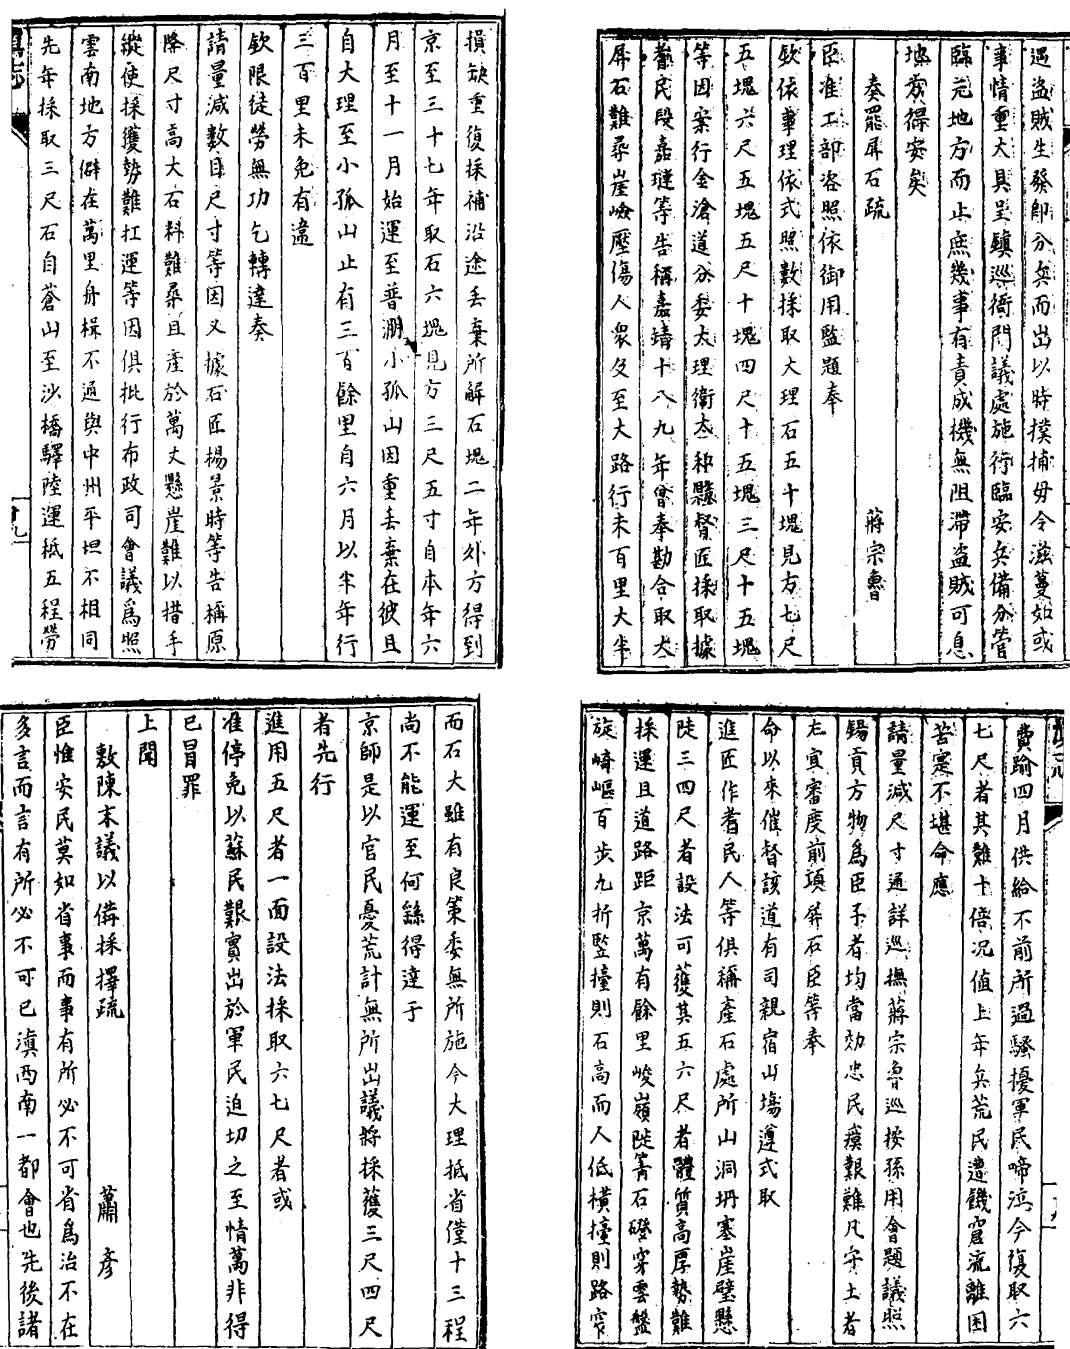 遇盜賊生發即分兵而出以時撲捕毋令滋蔓如或
事情重大具呈鎮巡衙門議處施行臨安兵備分管
臨元地方而止庶幾事有責成機無阻滯盜賊可息
地方得安矣
奏罷屏石疏 蔣宗魯
臣准工部咨照依御用監題奉
欽依事理依式照數採取大理石五十塊見方七尺
五塊六尺五塊五尺十塊四尺十五塊三尺十五塊
等因案行金滄道分委大理衛太和縣督匠採取據
耆民段嘉璉等告稱嘉靖十八九年曾奉勘合取大
屏石難尋崖嶮壓傷人衆及至大路行未百里大半
損缺重復採補沿途丟棄所解石塊二年外方得到
京至三十七年取石六塊見方三尺五寸自本年六
月至十一月始運至普淜小孤山因重丟棄在彼且
自大理至小孤山止有三百餘里自六月以半年行
三百里未免有違
欽限徒勞無功乞轉達奏
請量減數目尺寸等因又據石匠楊景時等告稱原
降尺寸高大石料難尋且產於萬丈懸崖難以措手
縱使採獲勢難扛運等因俱批行布政司會議爲照
雲南地方僻在萬里舟楫不通與中州平坦不相同
先年採取三尺石自蒼山至沙橋驛陸運抵五程勞
費踰四月供給不前所過騷擾軍民啼泣今復取六
七尺者其難十倍况值上年兵荒民遭饑窘流離困
苦寔不堪命應
請量減尺寸通詳巡撫蔣宗魯巡按孫用會題議照
錫貢方物爲臣子者均當効忠民瘼艱難凡守土者
尤宜審度前項屏石臣等奉
命以來催督該道有司親宿山場遵式取
進匠作耆民人等俱稱產石處所山洞坍塞崖壁懸
陡三四尺者設法可獲其五六尺者體質高厚勢難
採運且道路距京萬有餘里峻嶺陡箐石磴穿雲盤
旋崎嶇百步九折竪擡則石高而人低橫擡則路窄
而石大雖有良策委無所施今大理抵省僅十三程
尚不能運至何繇得達于
京師是以官民憂荒計無所出議將採獲三尺四尺
者先行
進用五尺者一面設法採取六七尺者或
准停免以蘇民艱實出於軍民迫切之至情萬非得
已冒罪
上聞
敷陳末議以備採擇疏 蕭彥
臣惟安民莫如省事而事有所必不可省爲治不在
多言而言有所必不可已滇西南一都會也先後諸